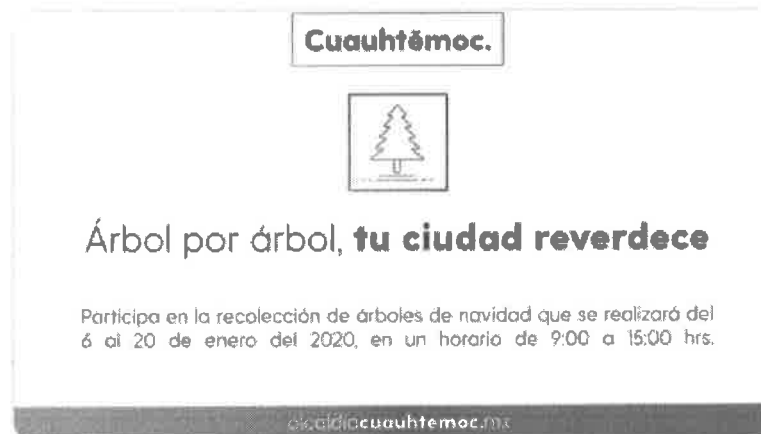 Cuauhtémoc.
Árbol por árbol, tu ciudad reverdece
Participa en la recolección de árboles de navidad que se realizará del
6 al 20 de enero del 2020, en un horario de 9:00 a 15:00 hrs.
alcaldiacuauhtemoc.mx